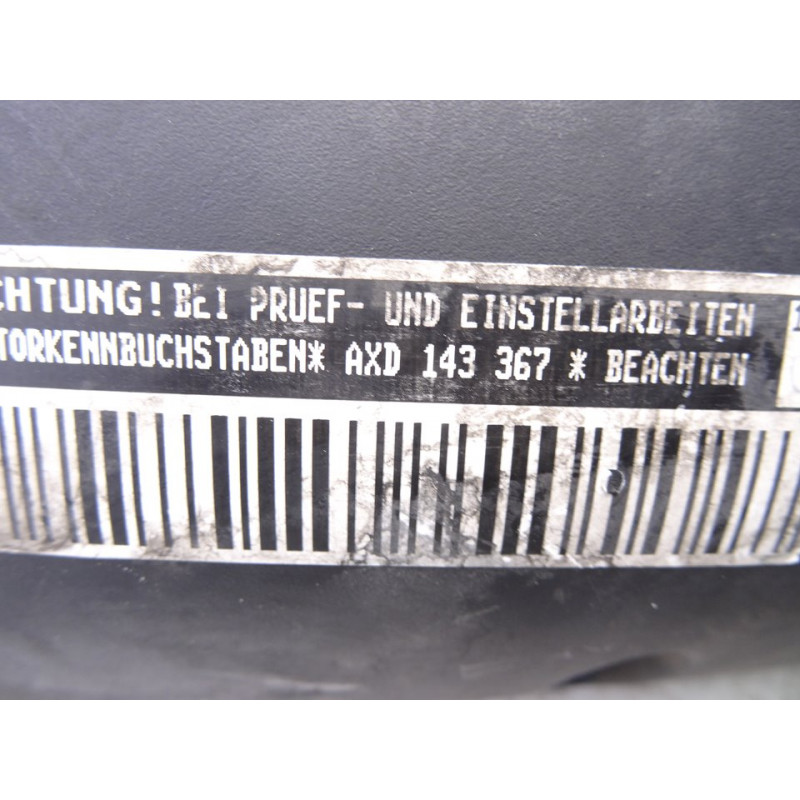 CHTUNG! BEI PRUEF- UND EINSTELLARBEITEN
TORKENNBUCHSTABEN* AXD 143 367 * BEACHTEN